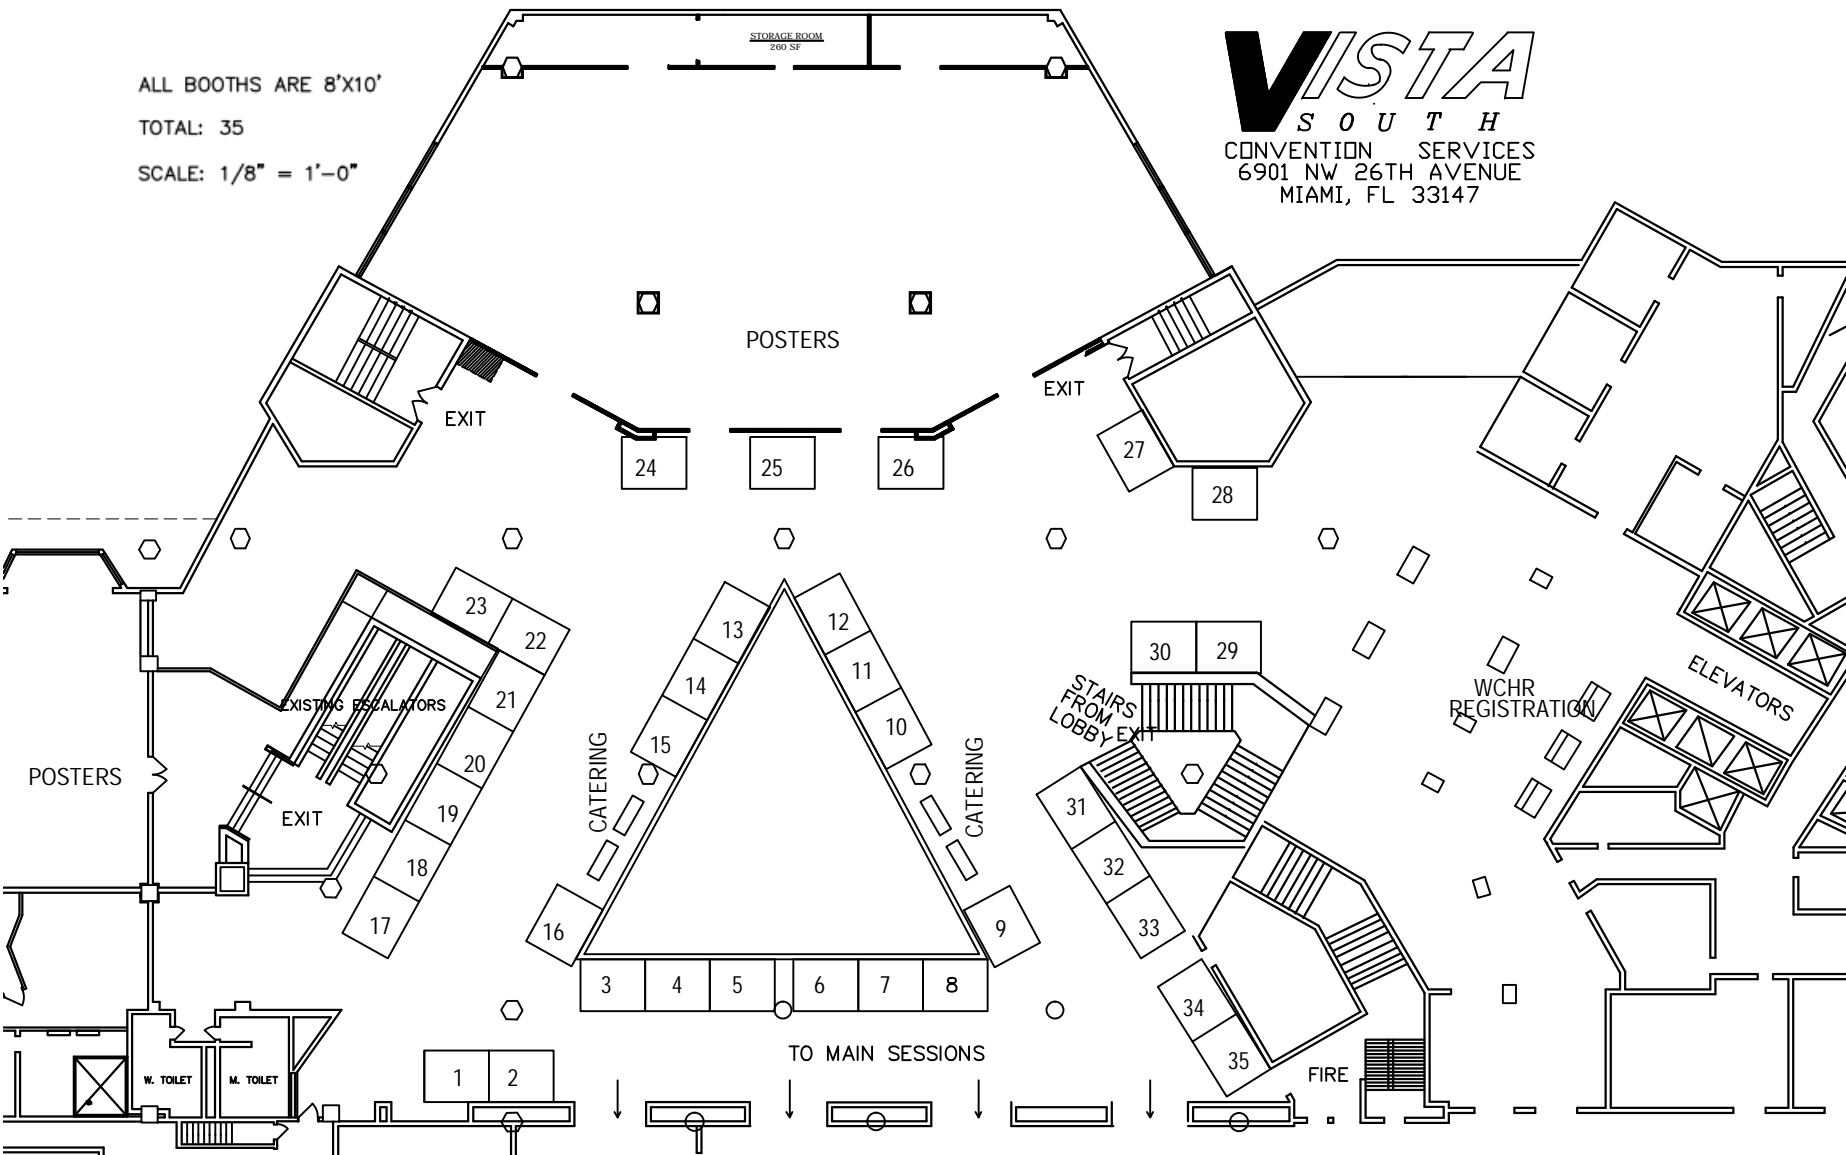 STORAGE ROOM
260 SF
ALL BOOTHS ARE 8'X10'
TOTAL: 35
SCALE: 1/8" = 1'-0"
VISTA
SOUTH
CONVENTION SERVICES
6901 NW 26TH AVENUE
MIAMI, FL 33147
POSTERS
EXIT
EXIT
24
25
26
27
28
23
22
21
20
19
18
17
13
14
15
16
12
11
10
9
30
29
STAIRS
FROM EXIT
LOBBY
31
32
33
34
35
WCHR
REGISTRATION
ELEVATORS
EXISTING ESCALATORS
POSTERS
EXIT
CATERING
CATERING
3
4
5
6
7
8
TO MAIN SESSIONS
1
2
W. TOILET
M. TOILET
FIRE